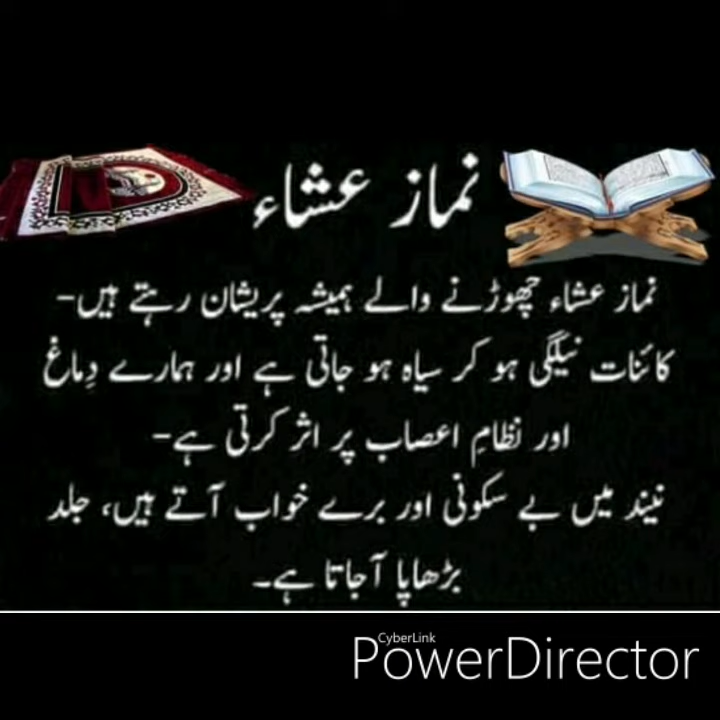 نماز عشاء
نماز عشاء چھوڑنے والے ہمیشہ پریشان رہتے ہیں-
کائنات نیلگی ہو کر سیاہ ہو جاتی ہے اور ہمارے دِماغ
اور نظامِ اعصاب پر اثر کرتی ہے-
نیند میں بے سکونی اور برے خواب آتے ہیں، جلد
بڑھاپا آجاتا ہے۔
CyberLink
PowerDirector